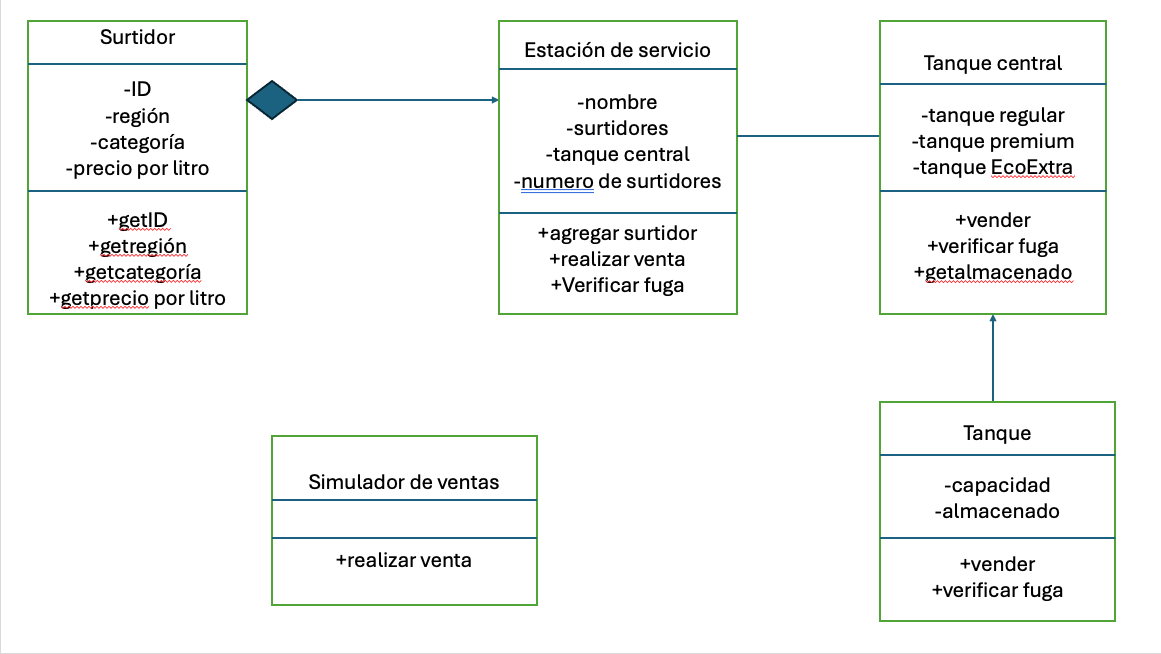 Surtidor
-ID
-región
-categoría
-precio por litro
+getID
+getregión
+getcategoría
+getprecio por litro
Estación de servicio
-nombre
-surtidores
-tanque central
-numero de surtidores
+agregar surtidor
+realizar venta
+Verificar fuga
Tanque central
-tanque regular
-tanque premium
-tanque EcoExtra
+vender
+verificar fuga
+getalmacenado
Simulador de ventas
+realizar venta
Tanque
-capacidad
-almacenado
+vender
+verificar fuga